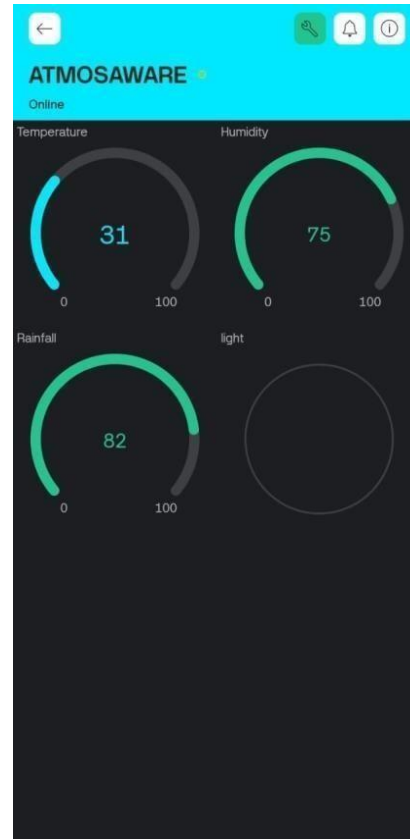 ATMOSAWARE
Online
Temperature
Humidity
31
75
0 100
0 100
Rainfall
light
82
0 100